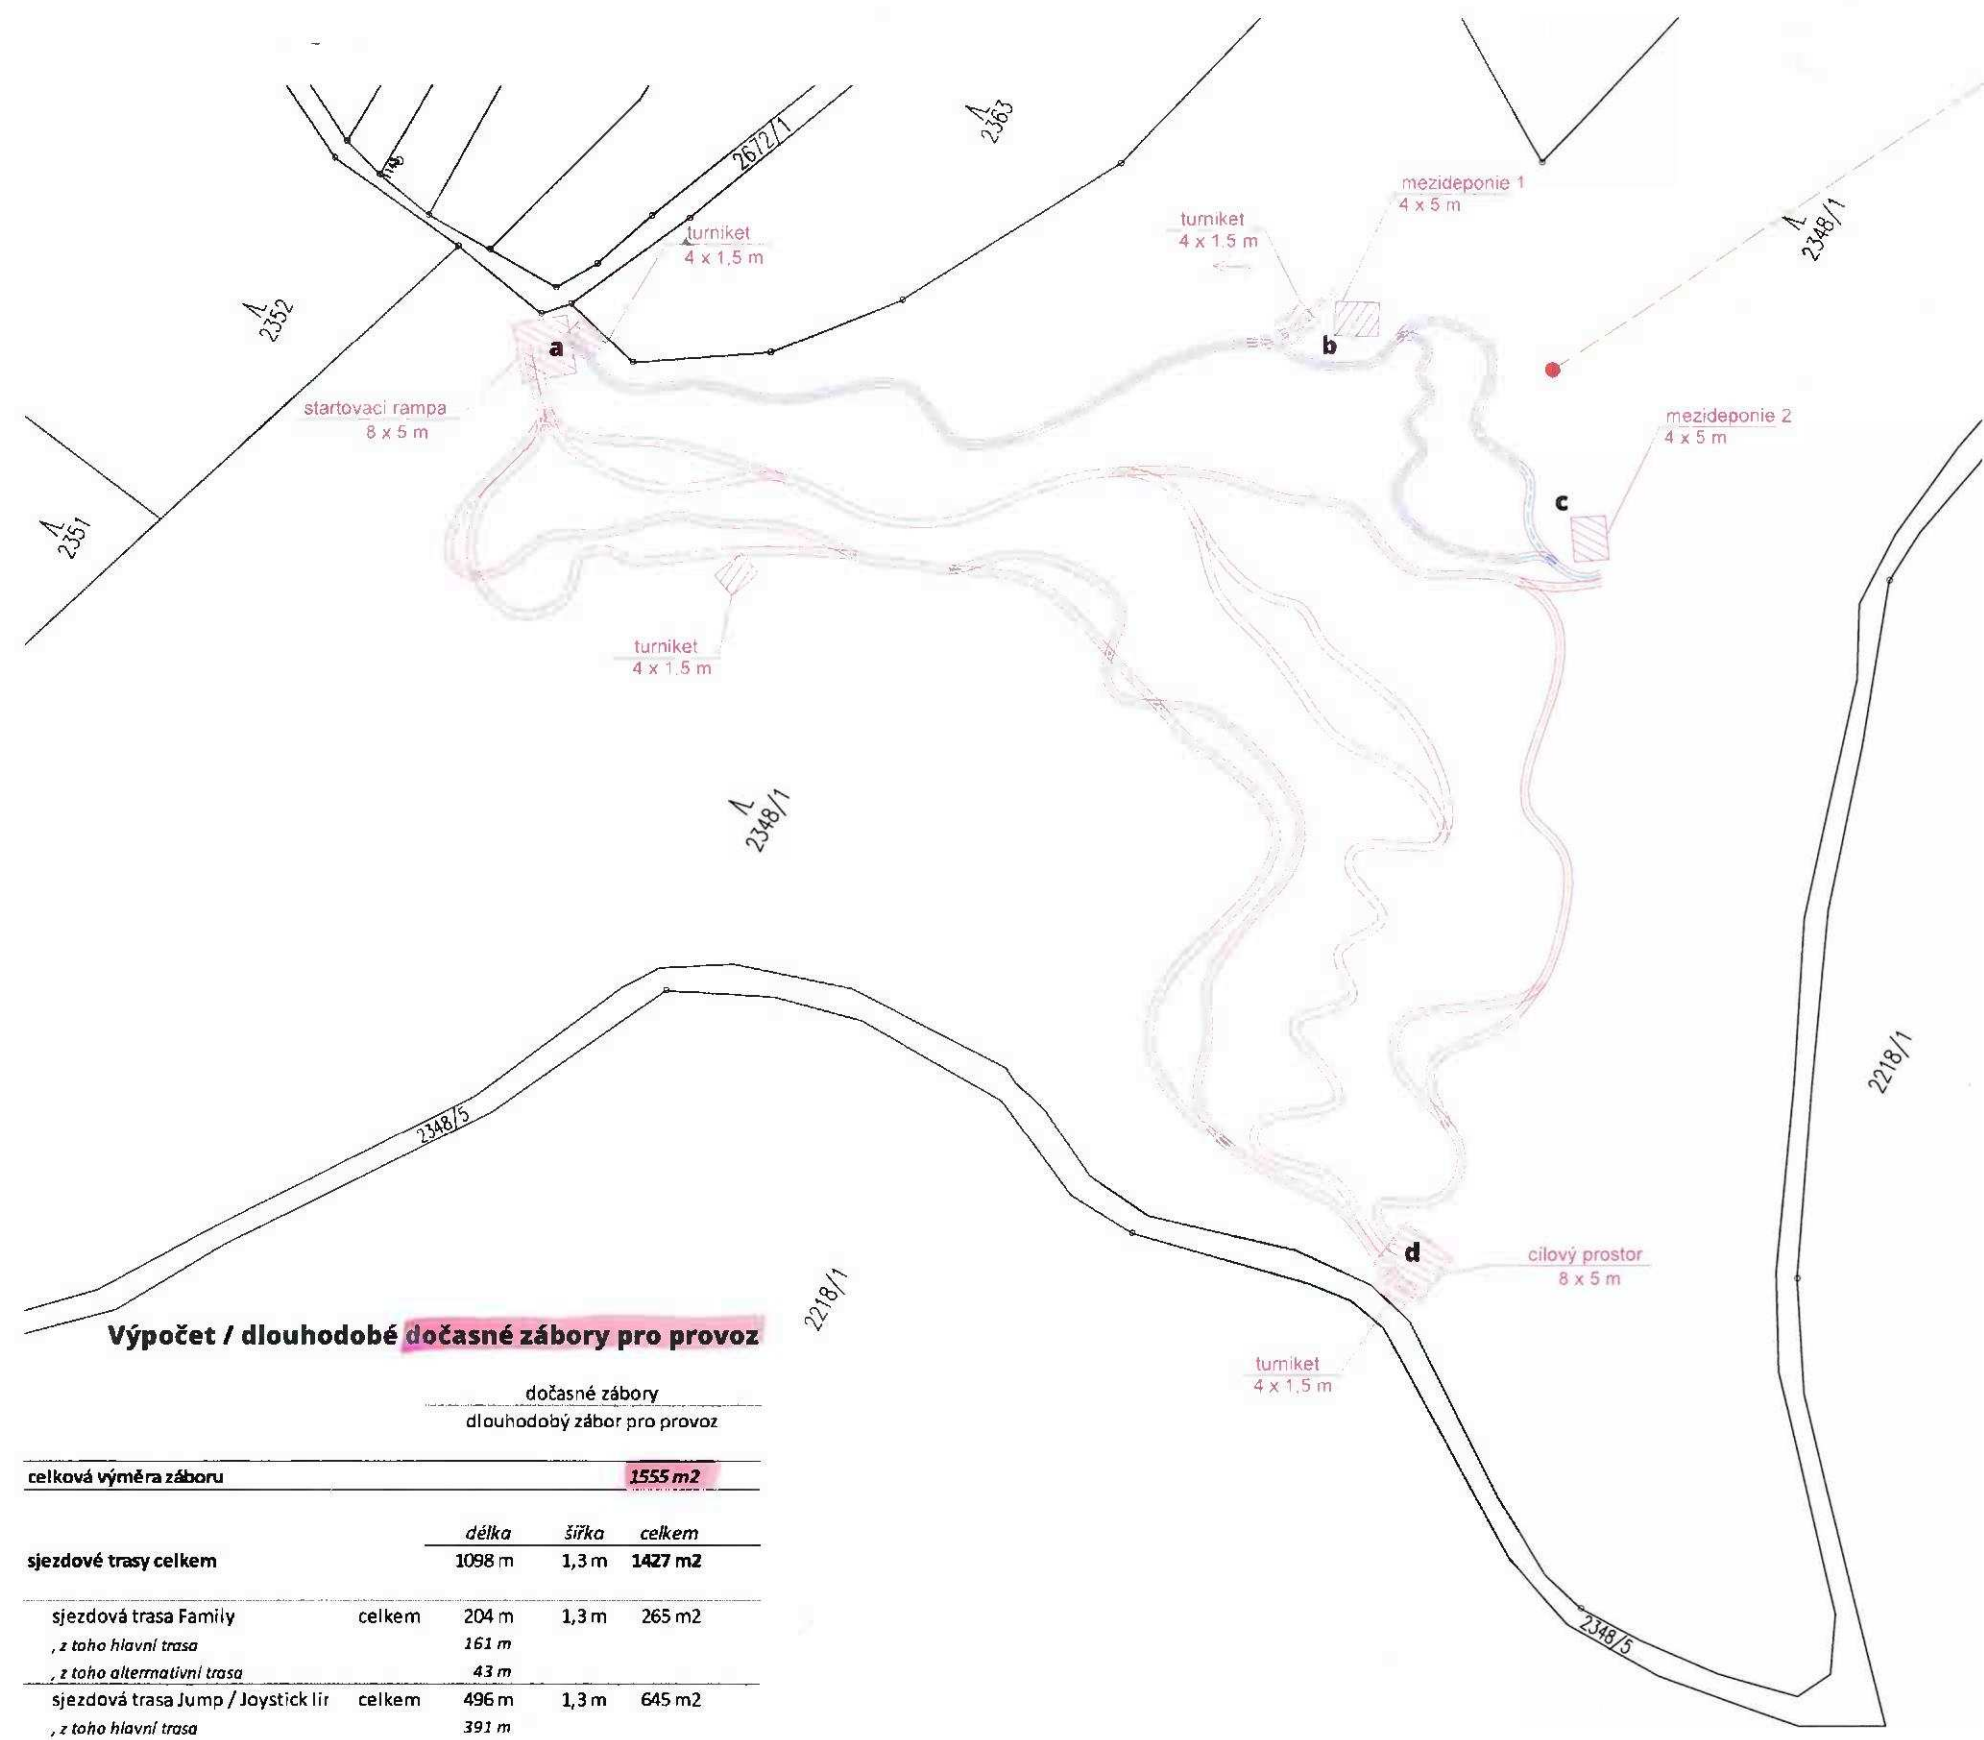 2363
2672/1
mezideponie 1
4 x 5 m
turniket
4 x 1,5 m
turniket
4 x 1,5 m
2348/1
2352
a
b
startovací rampa
8 x 5 m
mezideponie 2
4 x 5 m
c
2351
turniket
4 x 1,5 m
2348/1
2218/1
2348/5
d
cílový prostor
8 x 5 m
2218/1
turniket
4 x 1,5 m
2348/5
Výpočet / dlouhodobé dočasné zábory pro provoz
dočasné zábory
dlouhodobý zábor pro provoz
celková výměra záboru 1555 m2
délka šířka celkem
sjezdové trasy celkem 1098 m 1,3 m 1427 m2
sjezdová trasa Family celkem 204 m 1,3 m 265 m2
, z toho hlavní trasa 161 m
, z toho alternativní trasa 43 m
sjezdová trasa Jump / Joystick lir celkem 496 m 1,3 m 645 m2
, z toho hlavní trasa 391 m